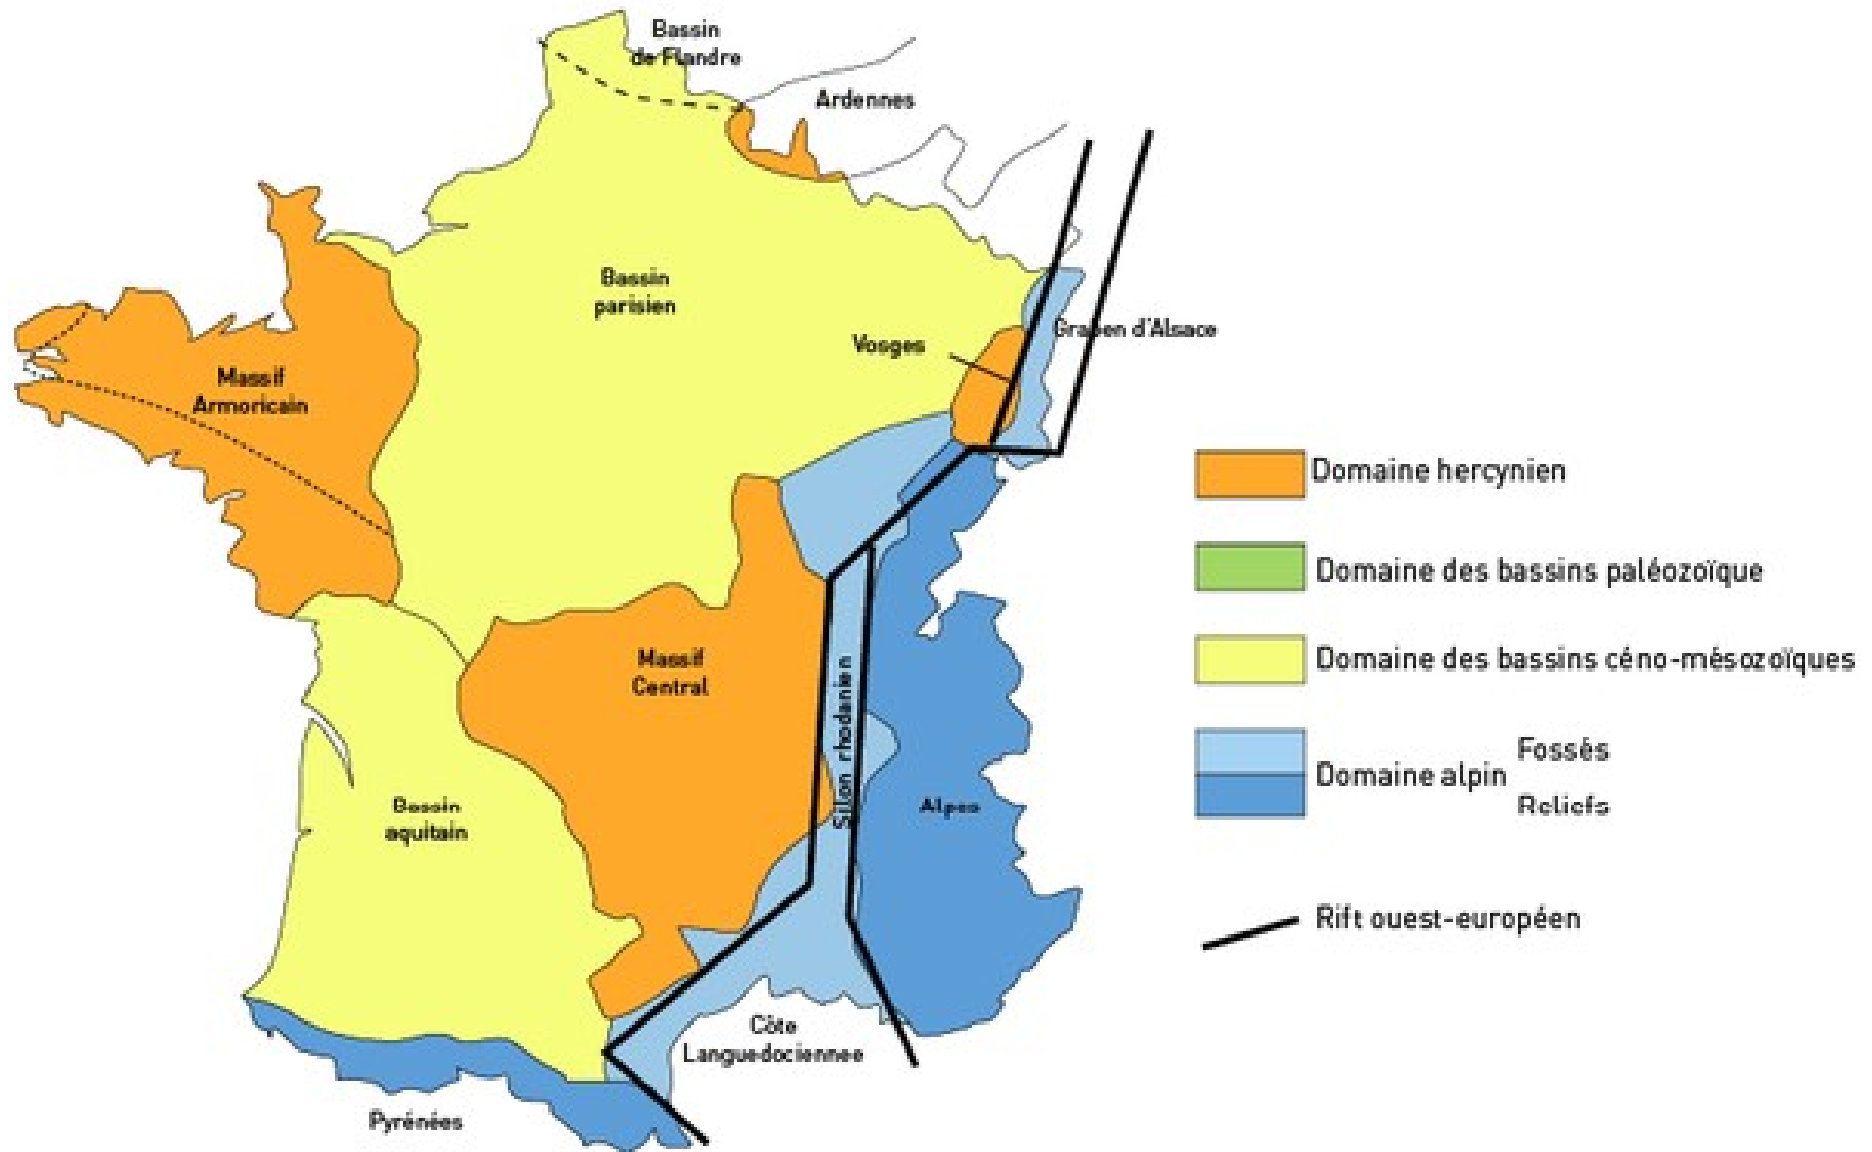 Bassin
de Flandre
Ardennes
Bassin
parisien
Vosges
Graben d'Alsace
Massif
Armoricain
Massif
Central
Sillon rhodanien
Bassin
aquitain
Alpes
Côte
Languedociennee
Pyrénées
Domaine hercynien
Domaine des bassins paléozoïque
Domaine des bassins céno-mésozoïques
Domaine alpin
Fossés
Reliefs
Rift ouest-européen